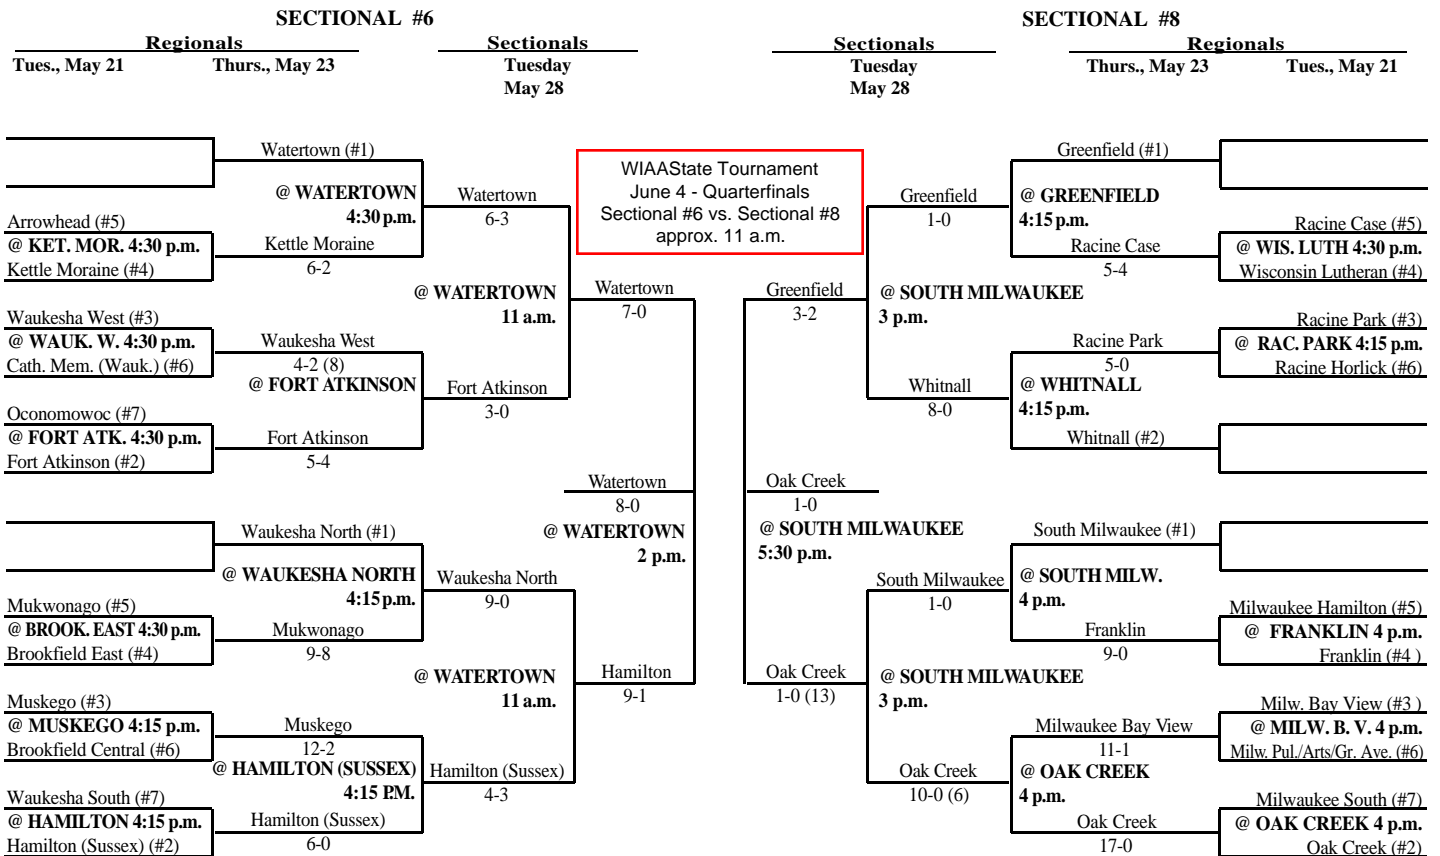 SECTIONAL #6
Regionals
Sectionals
Tues., May 21
Thurs., May 23
Tuesday
May 28
Watertown (#1)
@ WATERTOWN
4:30 p.m.
Arrowhead (#5)
@ KET. MOR. 4:30 p.m.
Kettle Moraine (#4)
Kettle Moraine
6-2
Watertown
6-3
@ WATERTOWN
11 a.m.
Waukesha West (#3)
@ WAUK. W. 4:30 p.m.
Cath. Mem. (Wauk.) (#6)
Waukesha West
4-2 (8)
@ FORT ATKINSON
Oconomowoc (#7)
@ FORT ATK. 4:30 p.m.
Fort Atkinson (#2)
Fort Atkinson
5-4
Fort Atkinson
3-0
Watertown
7-0
Watertown
8-0
@ WATERTOWN
2 p.m.
Waukesha North (#1)
@ WAUKESHA NORTH
4:15 p.m.
Mukwonago (#5)
@ BROOK. EAST 4:30 p.m.
Brookfield East (#4)
Mukwonago
9-8
Waukesha North
9-0
@ WATERTOWN
11 a.m.
Muskego (#3)
@ MUSKEGO 4:15 p.m.
Brookfield Central (#6)
Muskego
12-2
@ HAMILTON (SUSSEX)
4:15 P.M.
Waukesha South (#7)
@ HAMILTON 4:15 p.m.
Hamilton (Sussex) (#2)
Hamilton (Sussex)
6-0
Hamilton (Sussex)
4-3
Hamilton
9-1
WIAAState Tournament
June 4 - Quarterfinals
Sectional #6 vs. Sectional #8
approx. 11 a.m.
SECTIONAL #8
Sectionals
Regionals
Tuesday
May 28
Thurs., May 23
Tues., May 21
Greenfield (#1)
@ GREENFIELD
4:15 p.m.
Racine Case (#5)
@ WIS. LUTH 4:30 p.m.
Wisconsin Lutheran (#4)
Racine Case
5-4
Greenfield
1-0
@ SOUTH MILWAUKEE
3 p.m.
Racine Park (#3)
@ RAC. PARK 4:15 p.m.
Racine Horlick (#6)
Racine Park
5-0
@ WHITNALL
4:15 p.m.
Whitnall (#2)
Whitnall
8-0
Greenfield
3-2
Oak Creek
1-0
@ SOUTH MILWAUKEE
5:30 p.m.
South Milwaukee (#1)
@ SOUTH MILW.
4 p.m.
Milwaukee Hamilton (#5)
@ FRANKLIN 4 p.m.
Franklin (#4 )
Franklin
9-0
South Milwaukee
1-0
@ SOUTH MILWAUKEE
3 p.m.
Milw. Bay View (#3 )
@ MILW. B. V. 4 p.m.
Milw. Pul./Arts/Gr. Ave. (#6)
Milwaukee Bay View
11-1
@ OAK CREEK
4 p.m.
Milwaukee South (#7)
@ OAK CREEK 4 p.m.
Oak Creek (#2)
Oak Creek
17-0
Oak Creek
10-0 (6)
Oak Creek
1-0 (13)